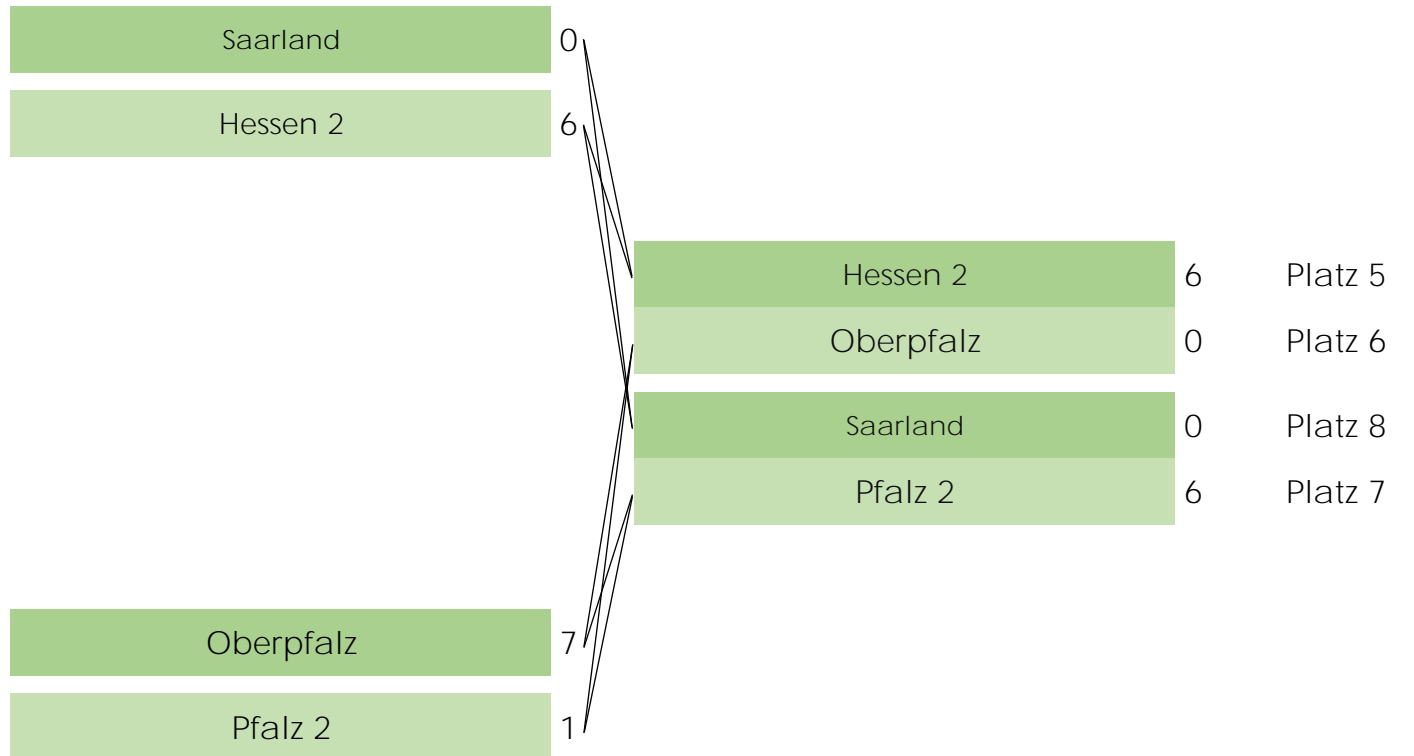 Saarland 0
Hessen 2 6
Hessen 2 6 Platz 5
Oberpfalz 0 Platz 6
Saarland 0 Platz 8
Pfalz 2 6 Platz 7
Oberpfalz 7
Pfalz 2 1